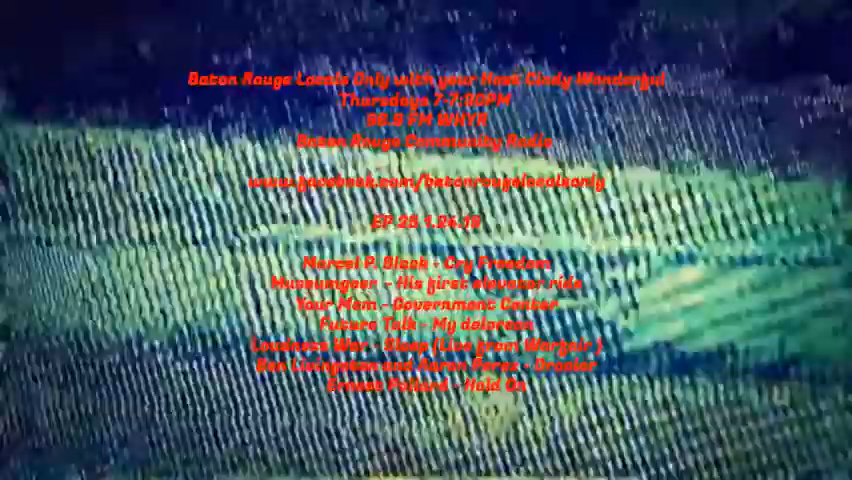 Baton Rouge Locals Only with your Host Cindy Wonderful
Thursdays 7-7:30PM
96.9 FM WHYR
Baton Rouge Community Radio
www.facebook.com/batonrougelocalsonly
EP 25 1.24.19
Marcel P. Black - Cry Freedom
Museumgoer - His first elevator ride
Your Mom - Government Center
Future Talk - My delorean
Loudness War - Sleep (Live from Warfair )
Ben Livingston and Aaron Perez -
Ernest Pollard - Hold On